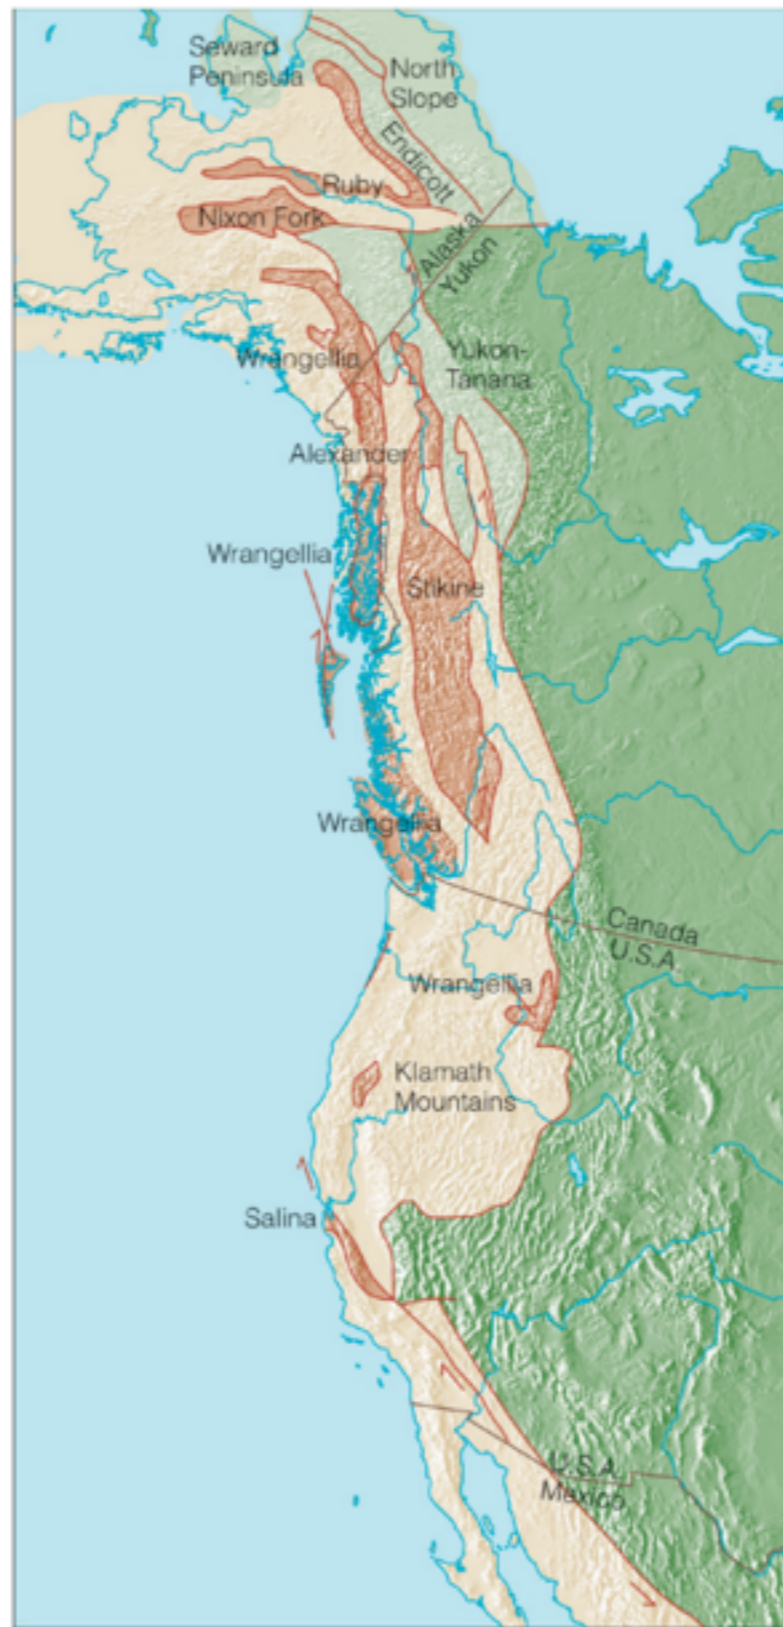 Seward
Peninsula
North
Slope
Endicott
Ruby
Nixon Fork
Alaska
Yukon
Wrangellia
Yukon-
Tanana
Alexander
Wrangellia
Stikine
Wrangellia
Canada
U.S.A
Wrangellia
Klamath
Mountains
Salina
U.S.A.
Mexico